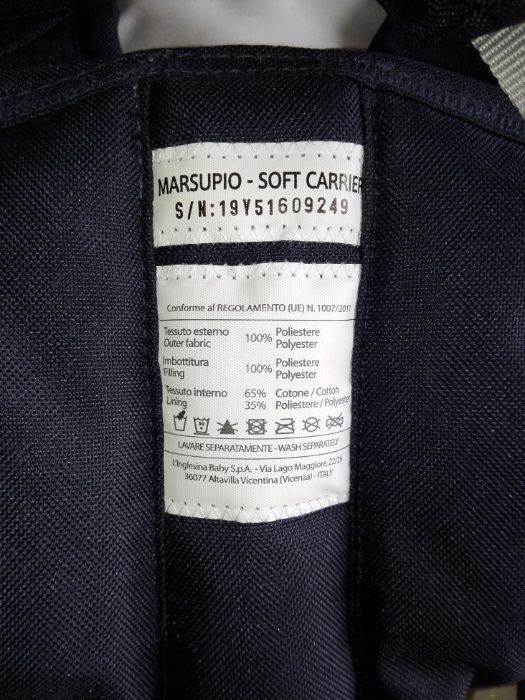 MARSUPIO - SOFT CARRIER
S/N:19Y51609249
Conforme al REGOLAMENTO (UE) N. 1007/2011
Tessuto esterno 100% Poliestere
Outer fabric Polyester
Imbottitura 100% Poliestere
Filling Polyester
Tessuto interno 65% Cotone / Cotton
Lining 35% Poliestere / Polyester
LAVARE SEPARATAMENTE - WASH SEPARATELY
L'Inglesina Baby S.p.A. - Via Lago Maggiore, 22/26
36077 Altavilla Vicentina (Vicenza) - ITALY